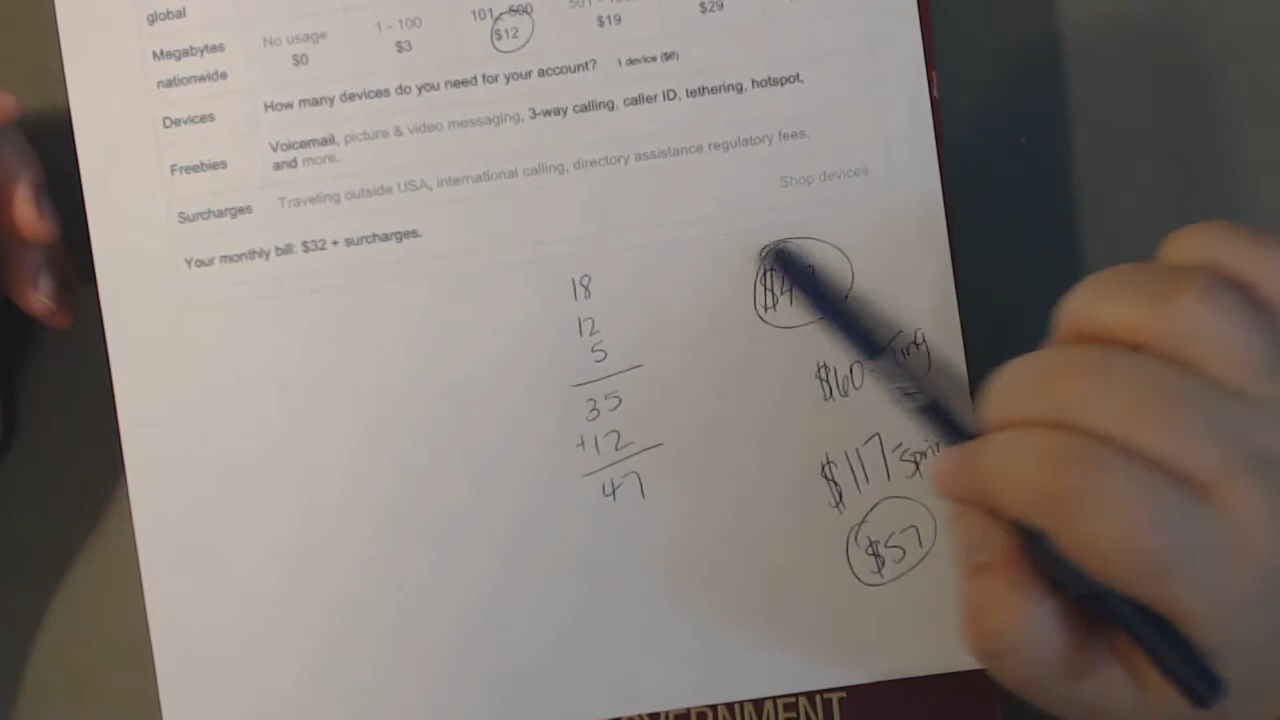 global
Megabytes nationwide
No usage 1 - 100 101 - 500
$0 $3 $12 $19 $29
Devices How many devices do you need for your account? 1 device ($6)
Freebies Voicemail, picture & video messaging, 3-way calling, caller ID, tethering, hotspot,
and more.
Surcharges Traveling outside USA, international calling, directory assistance regulatory fees,
Shop devices
Your monthly bill: $32 + surcharges.
18
12
5
35
+12
47
$60
$117
$57